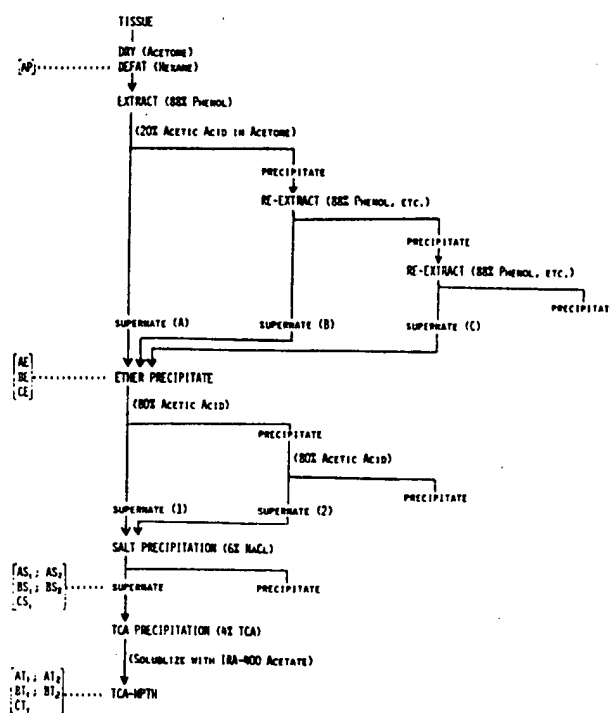 TISSUE
DRY (ACETONE)
[AP] DEFAT (HEXANE)
EXTRACT (88% PHENOL)
(20% ACETIC ACID IN ACETONE)
PRECIPITATE
RE-EXTRACT (88% PHENOL, ETC.)
PRECIPITATE
RE-EXTRACT (88% PHENOL, ETC.)
PRECIPITAT
SUPERNATE (A) SUPERNATE (B) SUPERNATE (C)
AE
BE ETHER PRECIPITATE
CE
(80% ACETIC ACID)
PRECIPITATE
(80% ACETIC ACID)
PRECIPITATE
SUPERNATE (1) SUPERNATE (2)
SALT PRECIPITATION (6% NACL)
AS₁; AS₂
BS₁; BS₂ SUPERNATE PRECIPITATE
CS₁
TCA PRECIPITATION (4% TCA)
(SOLUBLIZE WITH IRA-400 ACETATE)
AT₁; AT₂
BT₁; BT₂ TCA-HPTH
CT₁